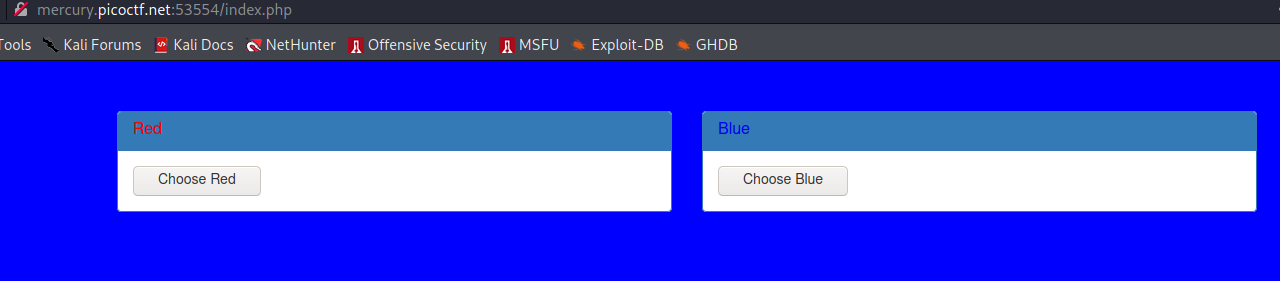 mercury.picoctf.net:53554/index.php
Tools Kali Forums Kali Docs NetHunter Offensive Security MSFU Exploit-DB GHDB
Red Blue
Choose Red Choose Blue